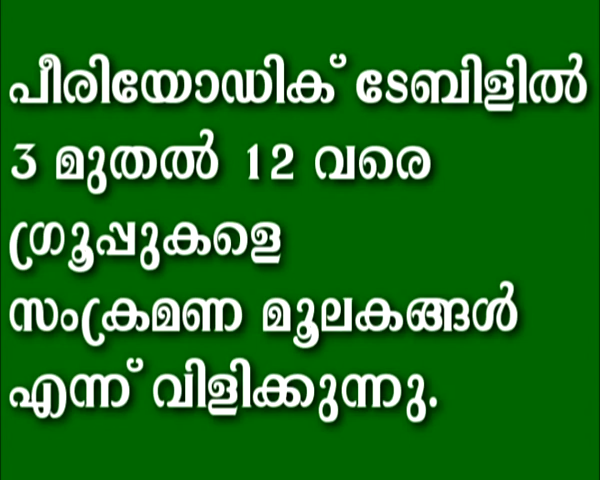 പീരിയോഡിക് ടേബിളിൽ
3 മുതൽ 12 വരെ
ഗ്രൂപ്പുകളെ
സംക്രമണ മൂലകങ്ങൾ
എന്ന് വിളിക്കുന്നു.